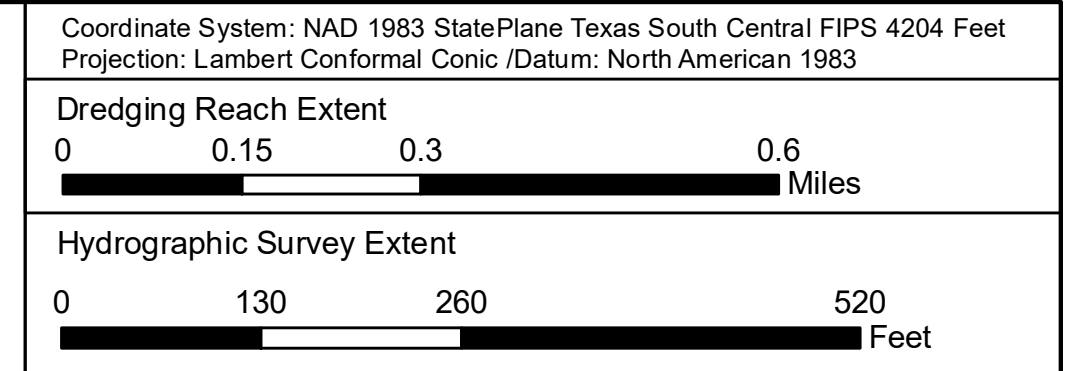 Coordinate System: NAD 1983 StatePlane Texas South Central FIPS 4204 Feet
Projection: Lambert Conformal Conic /Datum: North American 1983
Dredging Reach Extent
0 0.15 0.3 0.6
Miles
Hydrographic Survey Extent
0 130 260 520
Feet